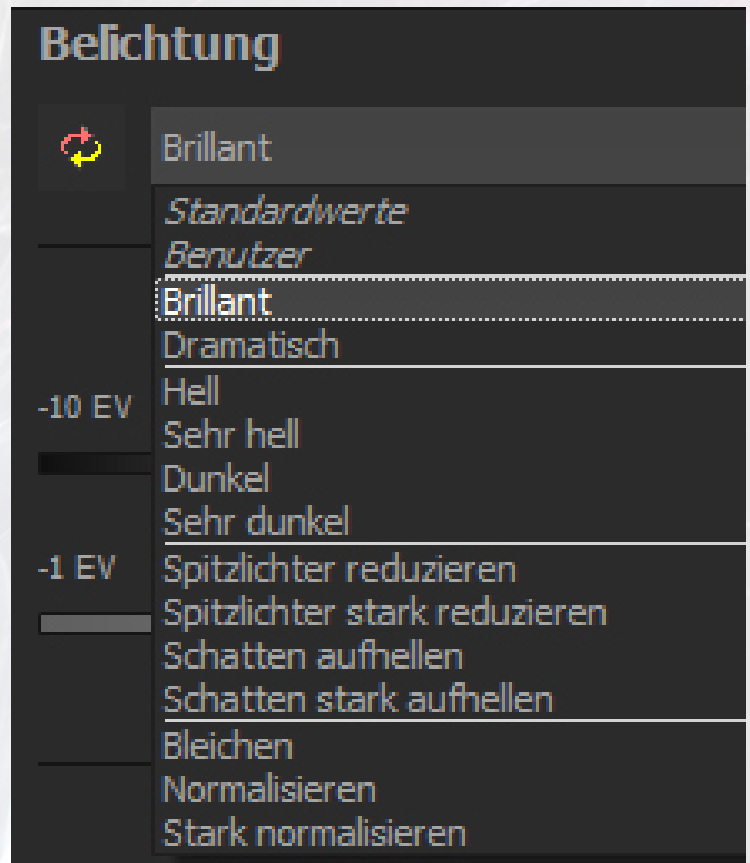 Belichtung
Brillant
Standardwerte
Benutzer
Brillant
Dramatisch
Hell
-10 EV
Sehr hell
Dunkel
Sehr dunkel
-1 EV
Spitzlichter reduzieren
Spitzlichter stark reduzieren
Schatten aufhellen
Schatten stark aufhellen
Bleichen
Normalisieren
Stark normalisieren